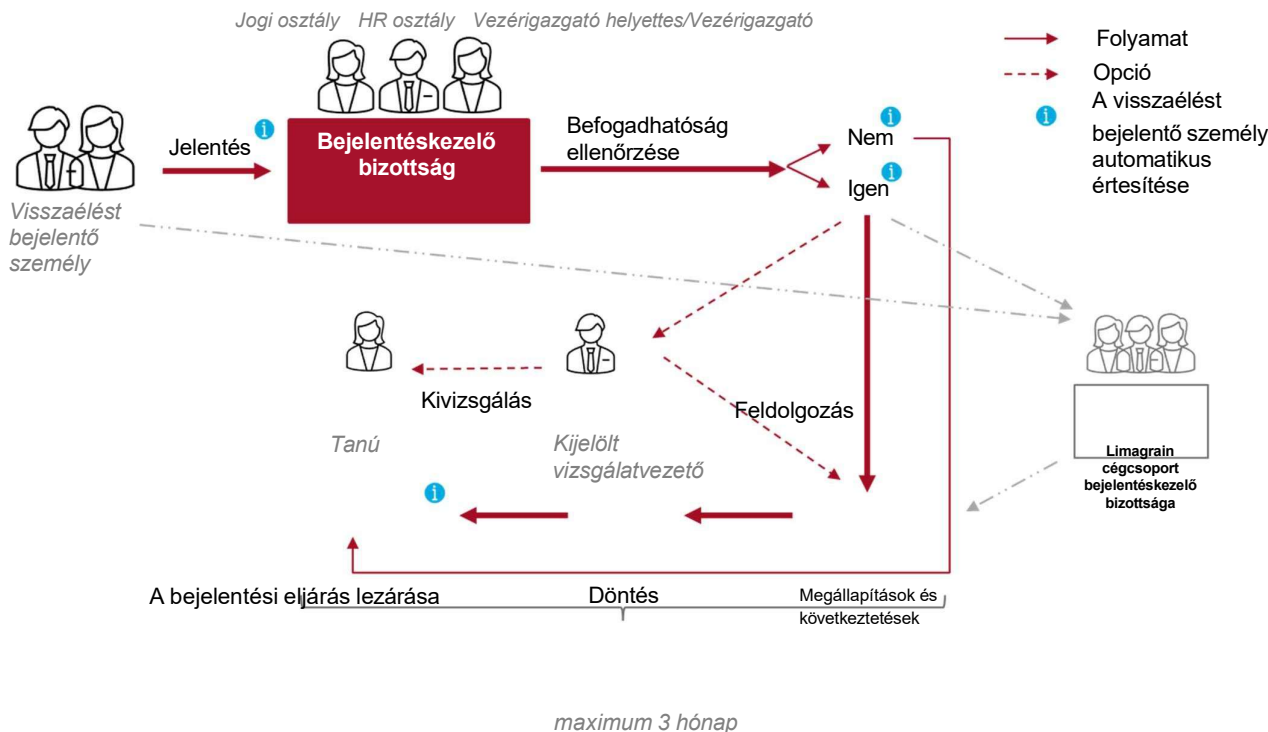 Jogi osztály HR osztály Vezérigazgató helyettes/Vezérigazgató
Folyamat
Opció
A visszaélést
bejelentő személy
automatikus
értesítése
Jelentés
Bejelentéskezelő
bizottság
Befogadhatóság
ellenőrzése
Nem
Igen
Visszaélést
bejelentő
személy
Kivizsgálás
Feldolgozás
Tanú
Kijelölt
vizsgálatvezető
Limagrain
cégcsoport
bejelentéskezelő
bizottsága
A bejelentési eljárás lezárása
Döntés
Megállapítások és
következtetések
maximum 3 hónap